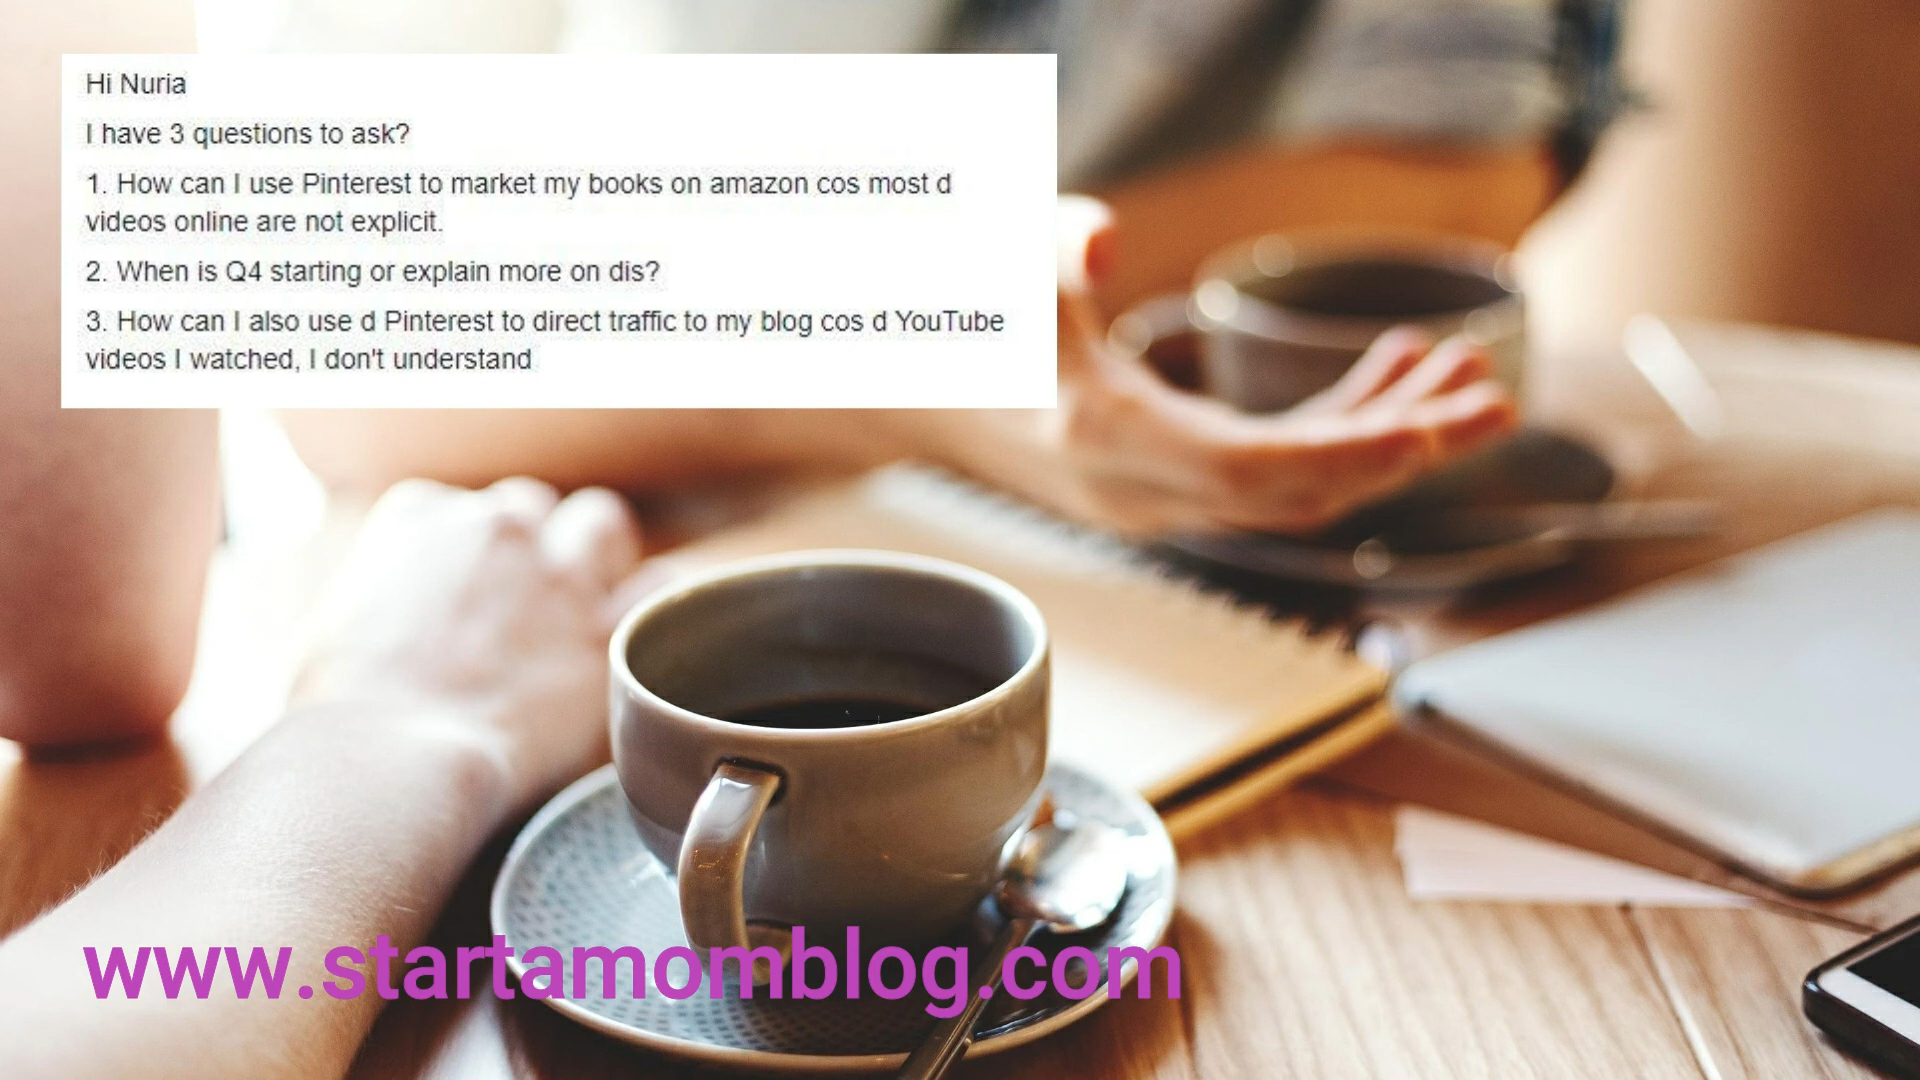 Hi Nuria
I have 3 questions to ask?
1. How can I use Pinterest to market my books on amazon cos most d
videos online are not explicit.
2. When is Q4 starting or explain more on dis?
3. How can I also use d Pinterest to direct traffic to my blog cos d YouTube
videos I watched, I don't understand
www.startamomblog.com